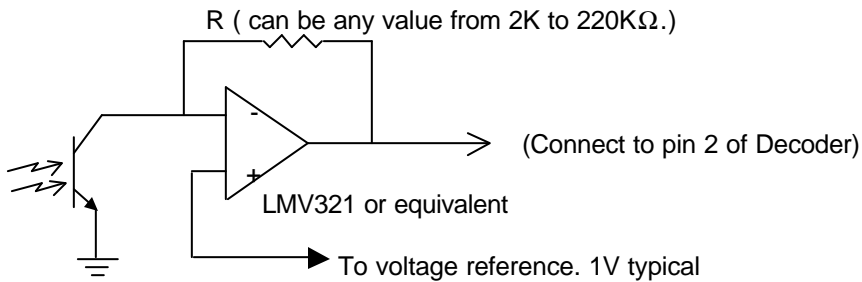 R ( can be any value from 2K to 220KΩ.)
-
(Connect to pin 2 of Decoder)
+
LMV321 or equivalent
To voltage reference. 1V typical